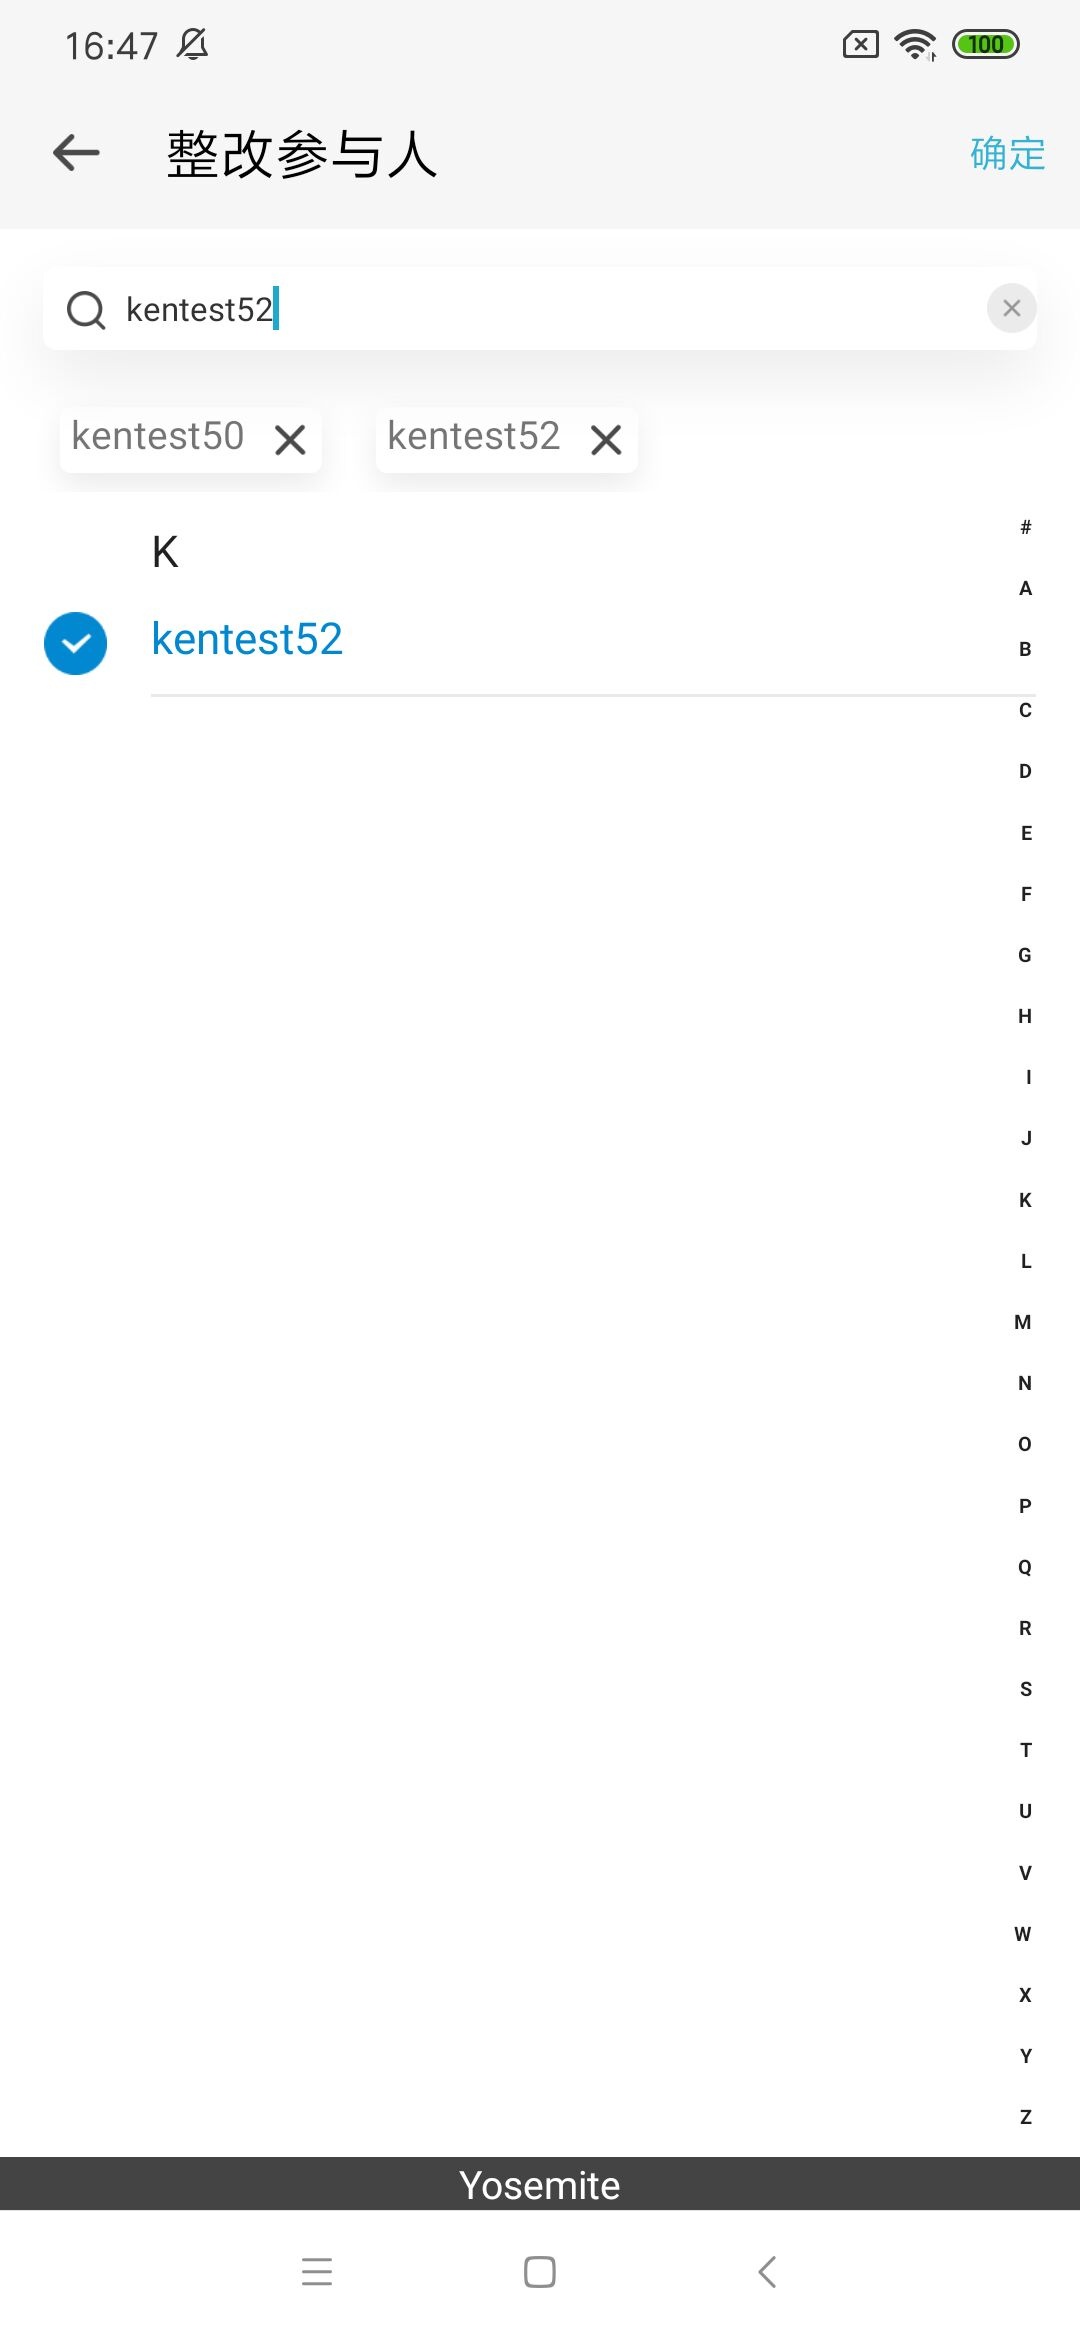 16:47
100
整改参与人
确定
kentest52
kentest50
kentest52
K
kentest52
#
A
B
C
D
E
F
G
H
I
J
K
L
M
N
O
P
Q
R
S
T
U
V
W
X
Y
Z
Yosemite